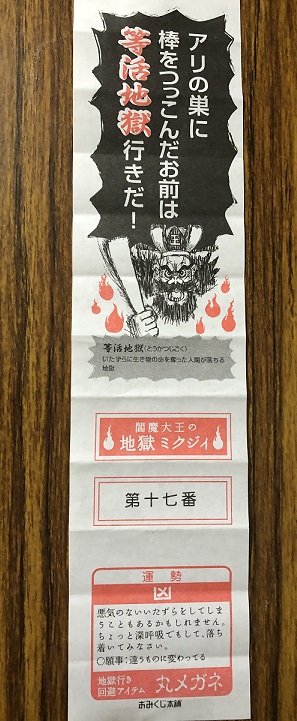 アリの巣に
棒をつっこんだお前は
等活地獄行きだ！
王
等活地獄(とうかつじごく)
いたずらに生き物の命を奪った人間が落ちる
地獄
閻魔大王の
地獄ミクジィ
第十七番
運勢
凶
悪気のないいたずらをしてしま
うこともあるかもしれません。
ちょっと深呼吸でもして、落ち
着いてみなさい。
○願事：違うものに変わってる
地獄行き
回避アイテム
丸メガネ
おみくじ本舗